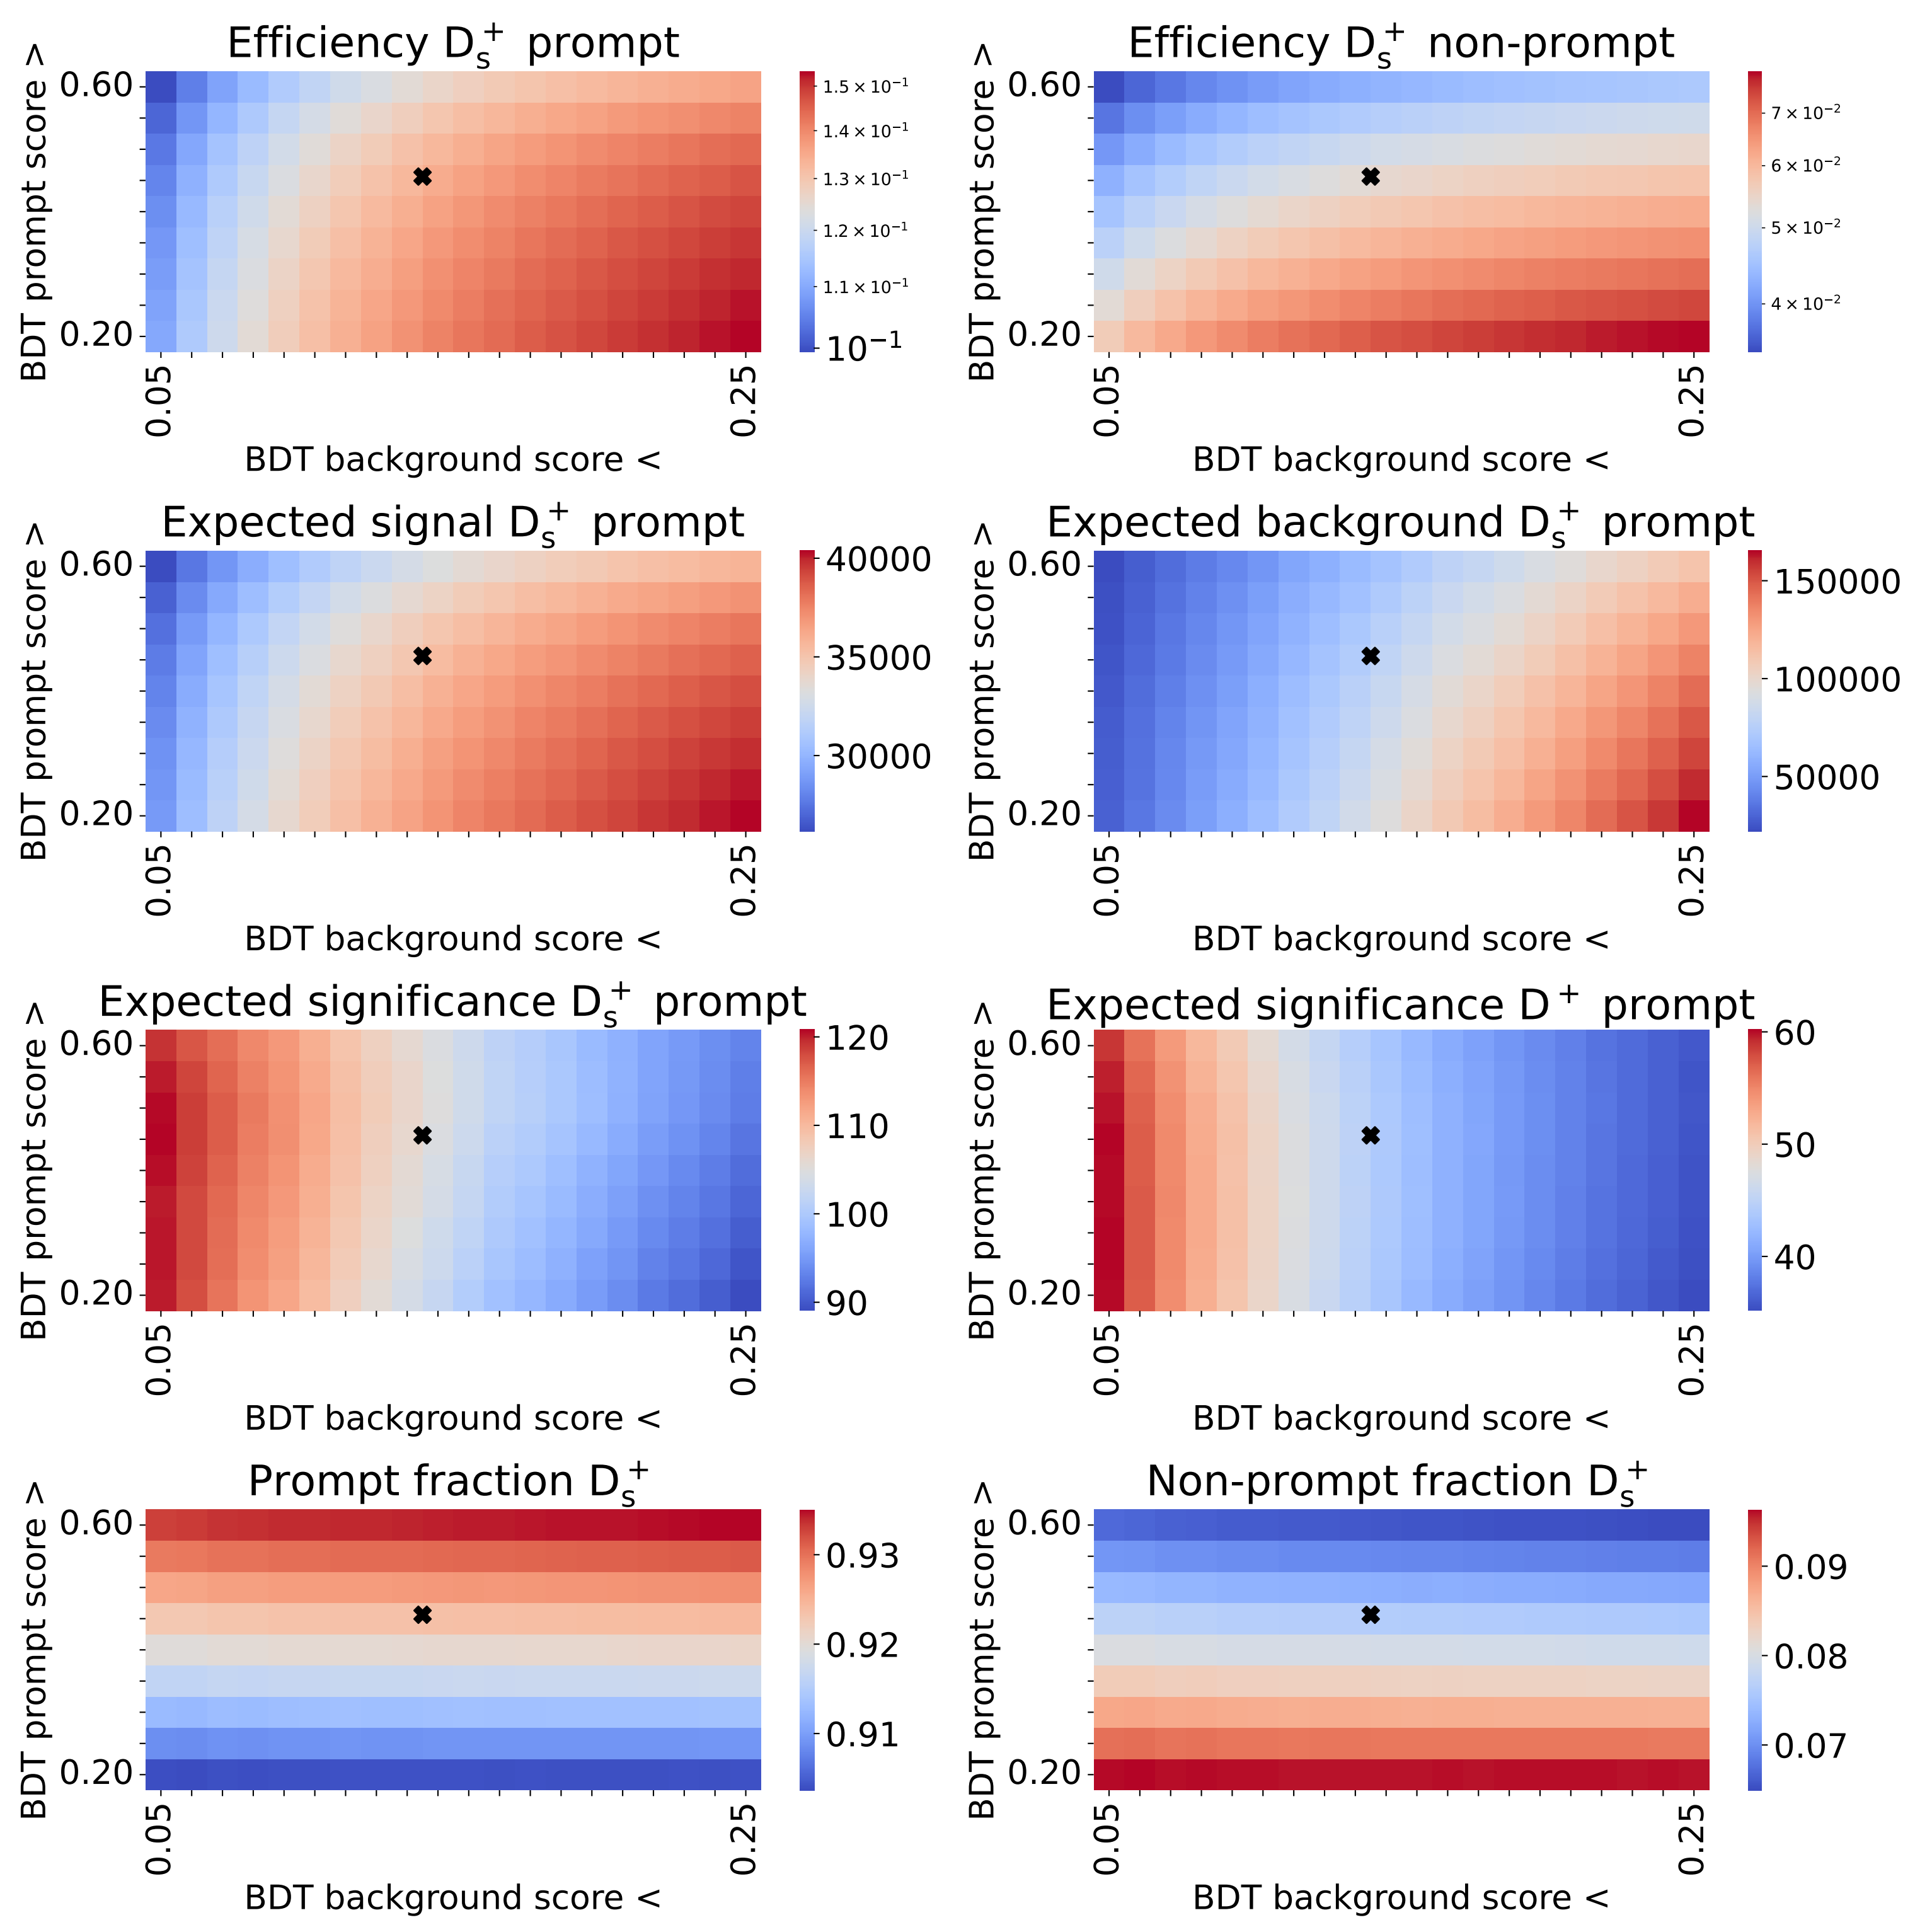 Efficiency D_s^+ prompt
BDT prompt score >
0.60
0.20
0.05
0.25
BDT background score <
1.5 × 10^−1
1.4 × 10^−1
1.3 × 10^−1
1.2 × 10^−1
1.1 × 10^−1
10^−1
Efficiency D_s^+ non-prompt
BDT prompt score >
0.60
0.20
0.05
0.25
BDT background score <
7 × 10^−2
6 × 10^−2
5 × 10^−2
4 × 10^−2
Expected signal D_s^+ prompt
BDT prompt score >
0.60
0.20
0.05
0.25
BDT background score <
40000
35000
30000
Expected background D_s^+ prompt
BDT prompt score >
0.60
0.20
0.05
0.25
BDT background score <
150000
100000
50000
Expected significance D_s^+ prompt
BDT prompt score >
0.60
0.20
0.05
0.25
BDT background score <
120
110
100
90
Expected significance D^+ prompt
BDT prompt score >
0.60
0.20
0.05
0.25
BDT background score <
60
50
40
Prompt fraction D_s^+
BDT prompt score >
0.60
0.20
0.05
0.25
BDT background score <
0.93
0.92
0.91
Non-prompt fraction D_s^+
BDT prompt score >
0.60
0.20
0.05
0.25
BDT background score <
0.09
0.08
0.07